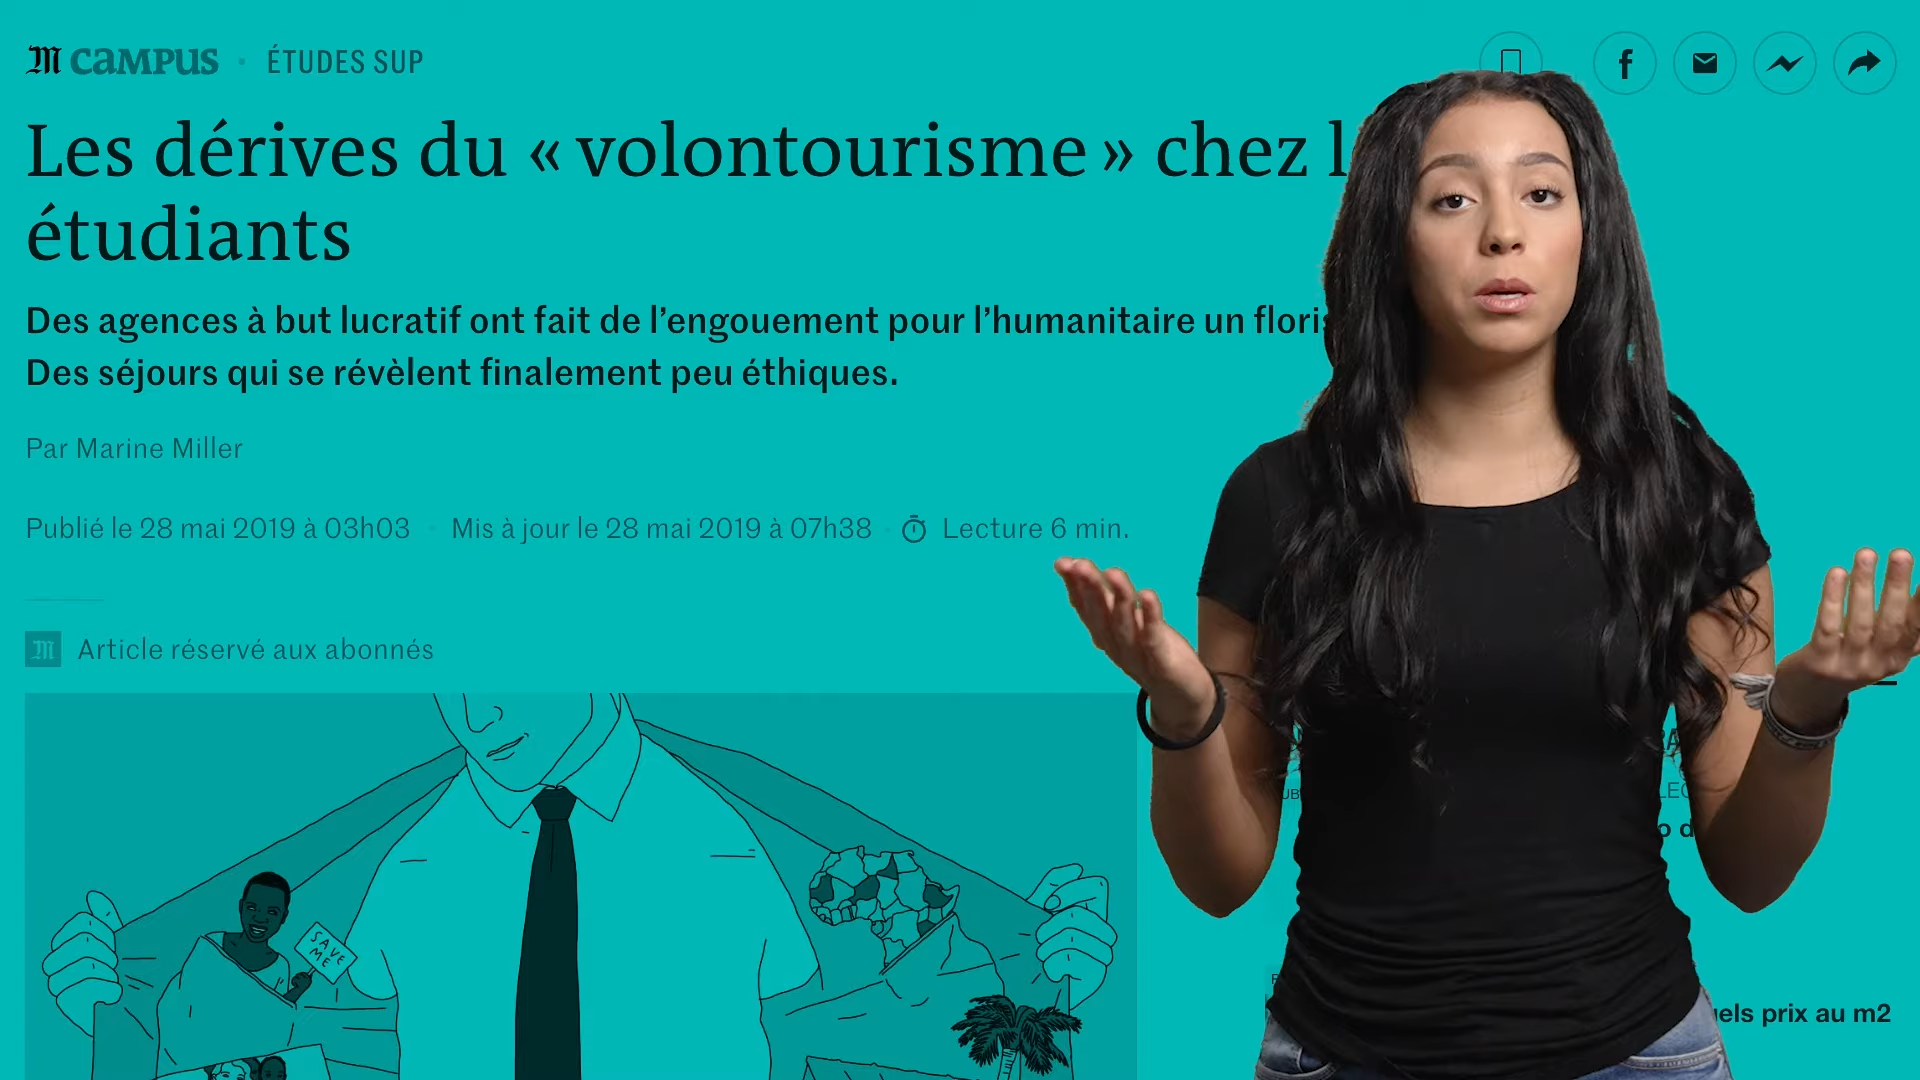 M CAMPUS · ÉTUDES SUP
Les dérives du « volontourisme » chez l
étudiants
Des agences à but lucratif ont fait de l’engouement pour l’humanitaire un floris
Des séjours qui se révèlent finalement peu éthiques.
Par Marine Miller
Publié le 28 mai 2019 à 03h03 · Mis à jour le 28 mai 2019 à 07h38 · Lecture 6 min.
M Article réservé aux abonnés
SAVE
ME
els prix au m2